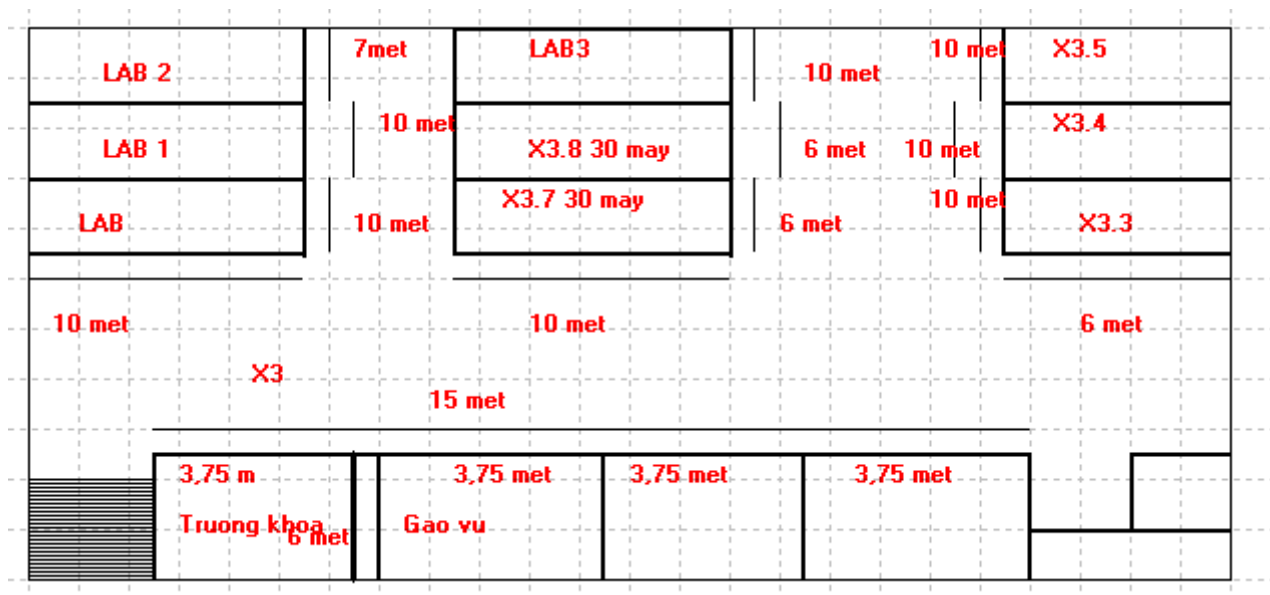 7met
LAB3
10 met
X3.5
LAB 2
10 met
10 met
X3.4
LAB 1
X3.8 30 may
6 met
10 met
X3.7 30 may
10 met
LAB
10 met
6 met
X3.3
10 met
10 met
6 met
X3
15 met
3,75 m
3,75 met
3,75 met
3,75 met
Truong khoa
Gao vu
6 met